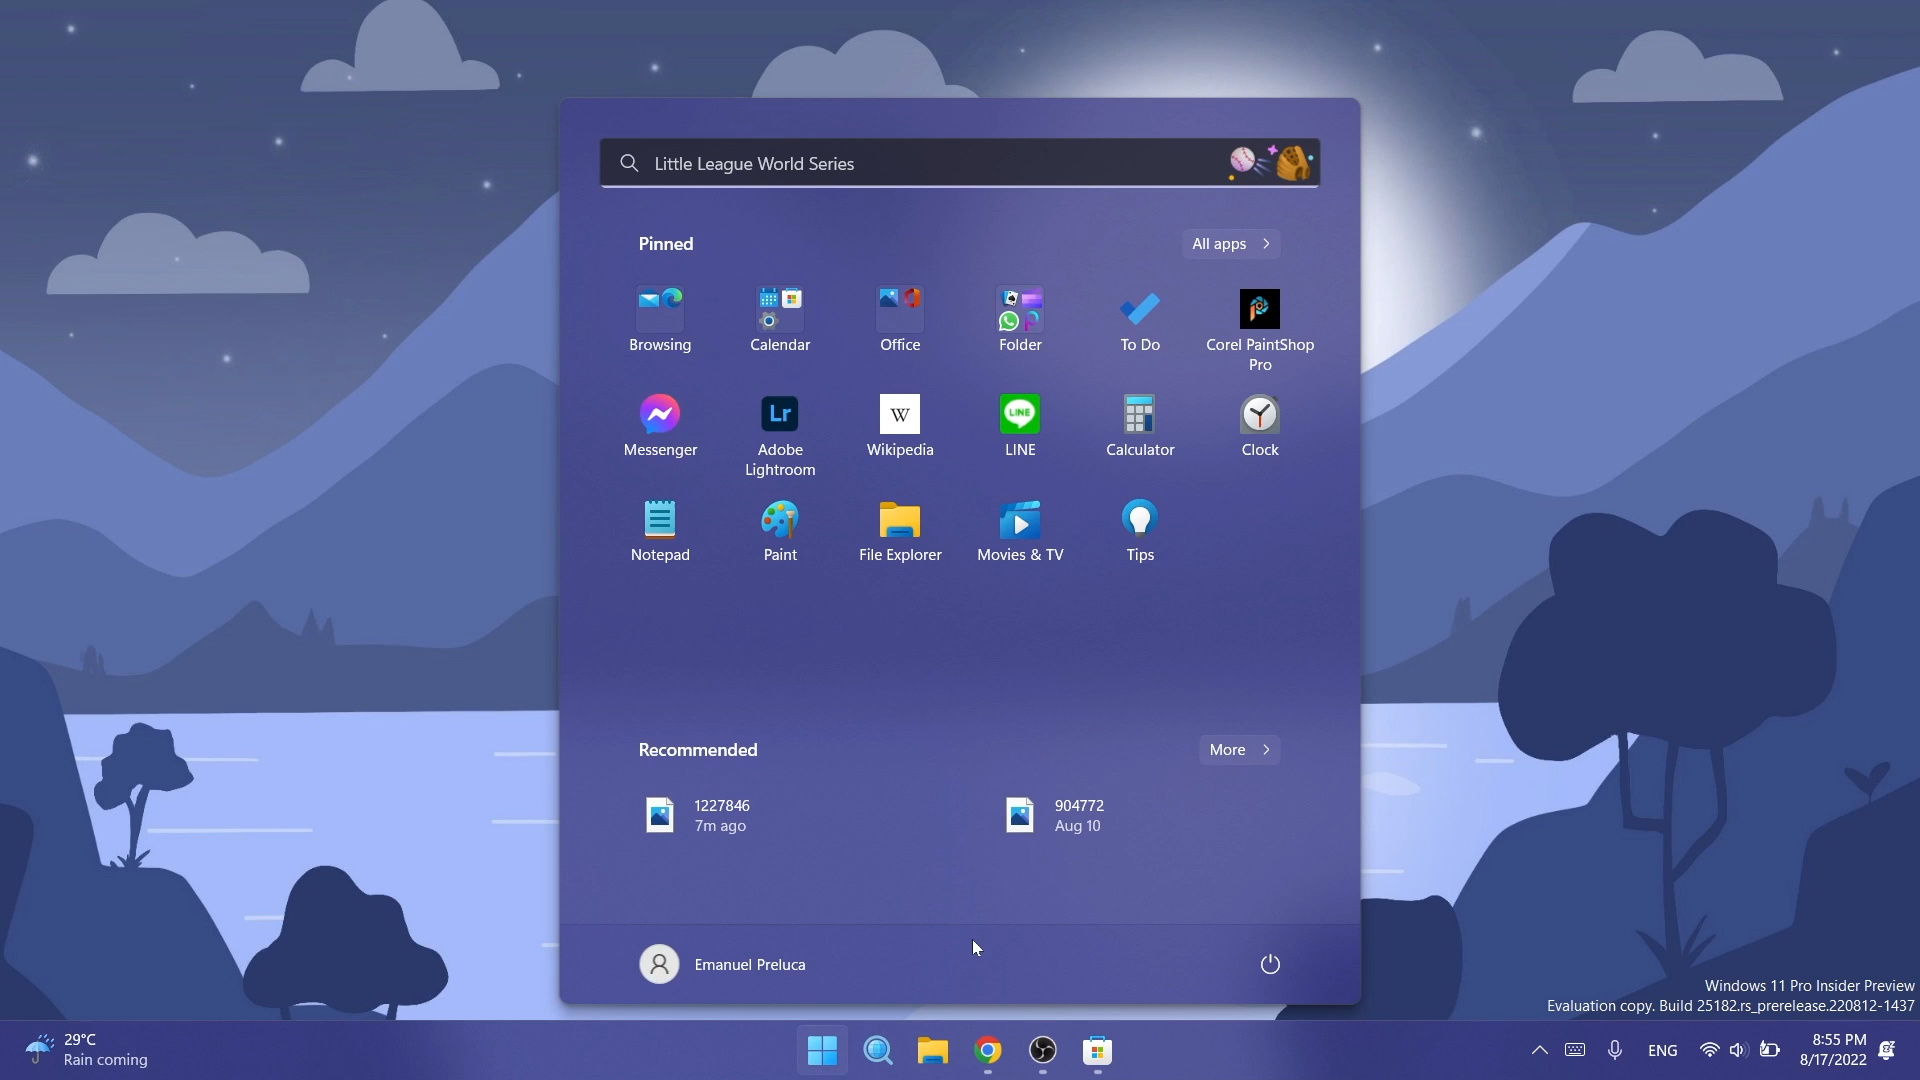 Little League World Series
Pinned
All apps
Browsing
Calendar
Office
Folder
To Do
Corel PaintShop
Pro
Lr
W
LINE
Messenger
Adobe
Lightroom
Wikipedia
LINE
Calculator
Clock
Notepad
Paint
File Explorer
Movies & TV
Tips
Recommended
More
1227846
7m ago
904772
Aug 10
Emanuel Preluca
Windows 11 Pro Insider Preview
Evaluation copy. Build 25182.rs_prerelease.220812-1437
29°C
Rain coming
ENG
8:55 PM
8/17/2022